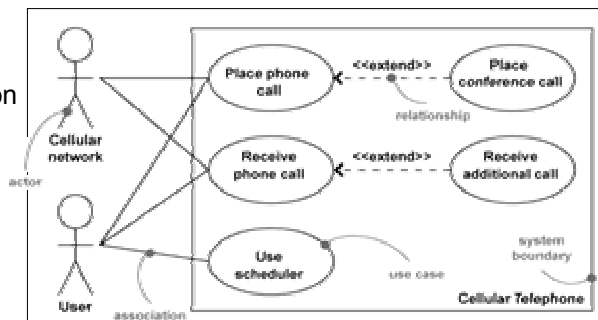 on
Place phone
call
<<extend>>
Place
conference call
relationship
Cellular
network
actor
Receive
phone call
<<extend>>
Receive
additional call
Use
scheduler
use case
system
boundary
User
association
Cellular Telephone